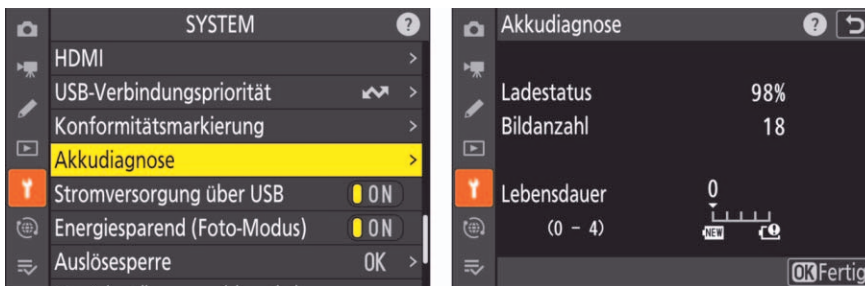 SYSTEM
?
HDMI
USB-Verbindungspriorität
Konformitätsmarkierung
Akkudiagnose
Stromversorgung über USB ON
Energiesparend (Foto-Modus) ON
Auslösesperre OK
Akkudiagnose
?
Ladestatus 98%
Bildanzahl 18
Lebensdauer 0
(0 – 4)
NEW
OK Fertig